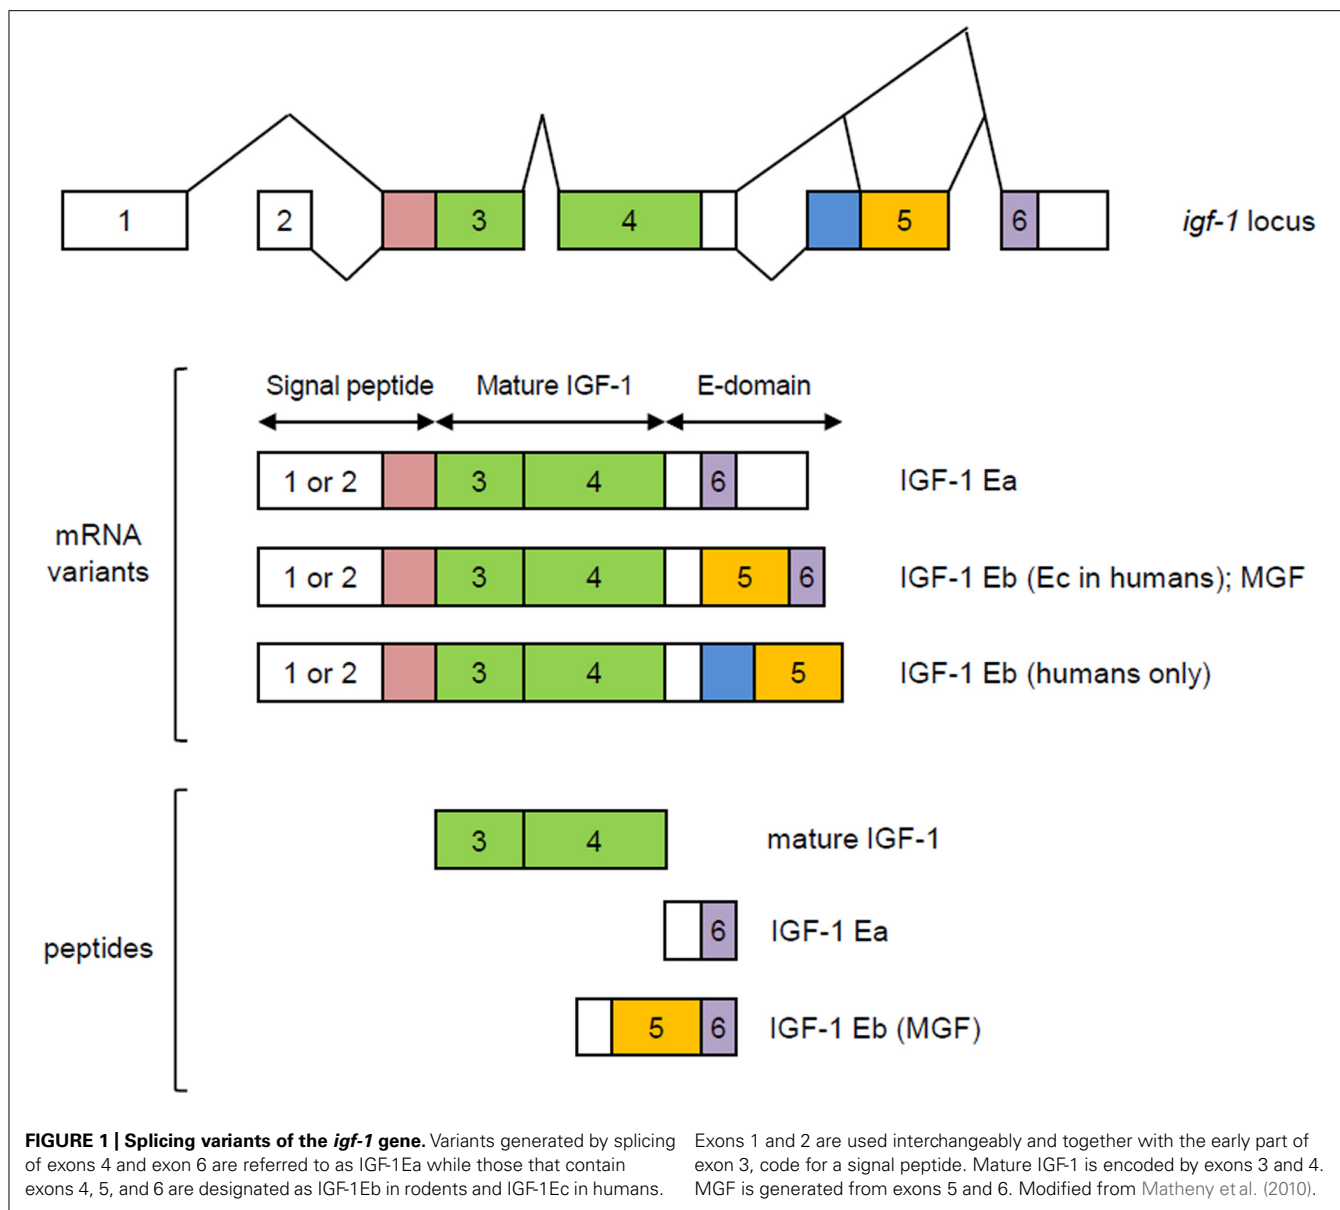 1
2
3
4
5
6
igf-1 locus
Signal peptide
Mature IGF-1
E-domain
mRNA
variants
1 or 2
3
4
6
IGF-1 Ea
1 or 2
3
4
5
6
IGF-1 Eb (Ec in humans); MGF
1 or 2
3
4
5
IGF-1 Eb (humans only)
peptides
3
4
mature IGF-1
6
IGF-1 Ea
5
6
IGF-1 Eb (MGF)
FIGURE 1 | Splicing variants of the igf-1 gene. Variants generated by splicing
of exons 4 and exon 6 are referred to as IGF-1Ea while those that contain
exons 4, 5, and 6 are designated as IGF-1Eb in rodents and IGF-1Ec in humans.
Exons 1 and 2 are used interchangeably and together with the early part of
exon 3, code for a signal peptide. Mature IGF-1 is encoded by exons 3 and 4.
MGF is generated from exons 5 and 6. Modified from Matheny et al. (2010).